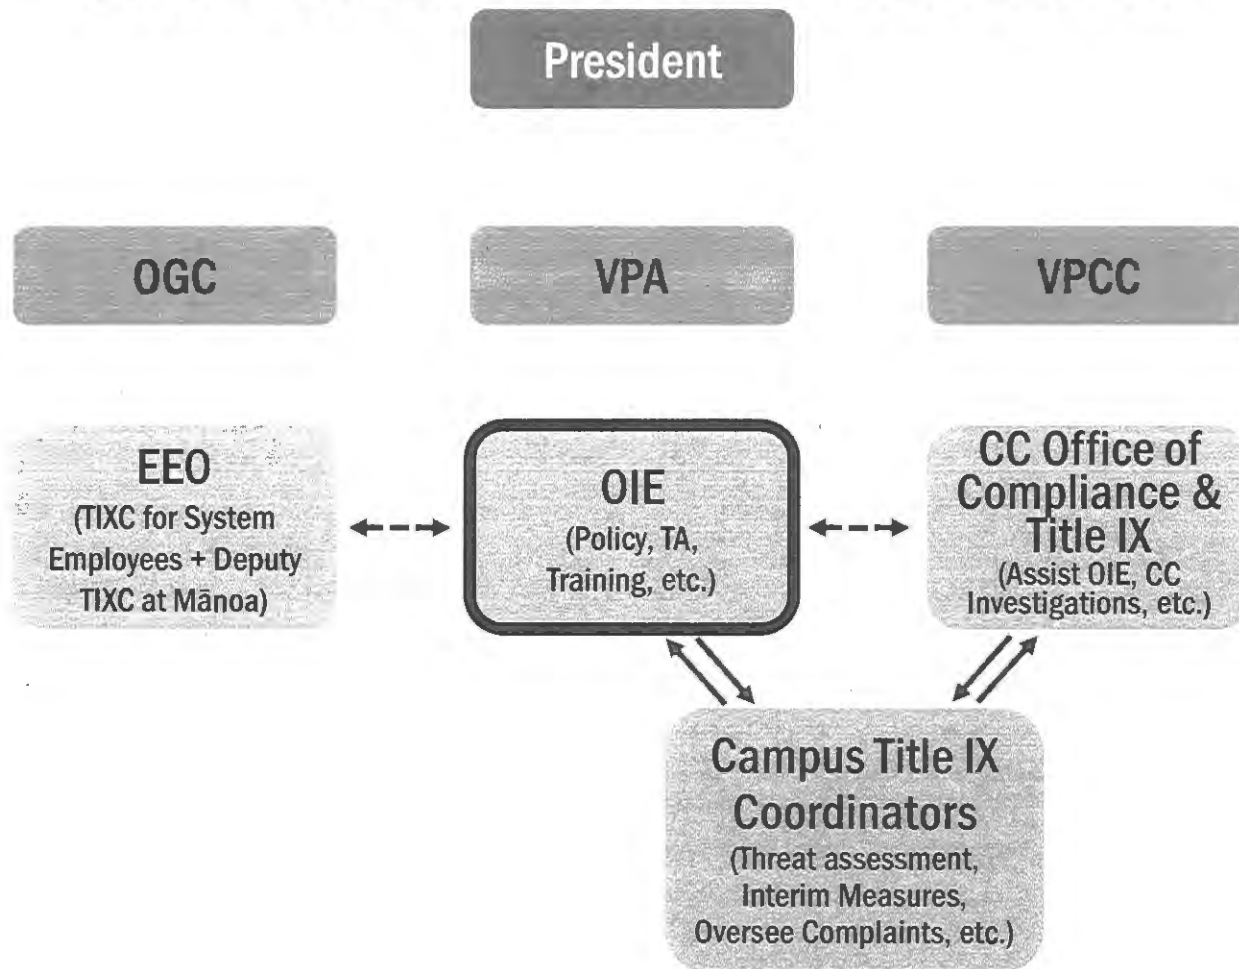 President
OGC
VPA
VPCC
EEO
(TIXC for System
Employees + Deputy
TIXC at Mānoa)
OIE
(Policy, TA,
Training, etc.)
CC Office of
Compliance &
Title IX
(Assist OIE, CC
Investigations, etc.)
Campus Title IX
Coordinators
(Threat assessment,
Interim Measures,
Oversee Complaints, etc.)